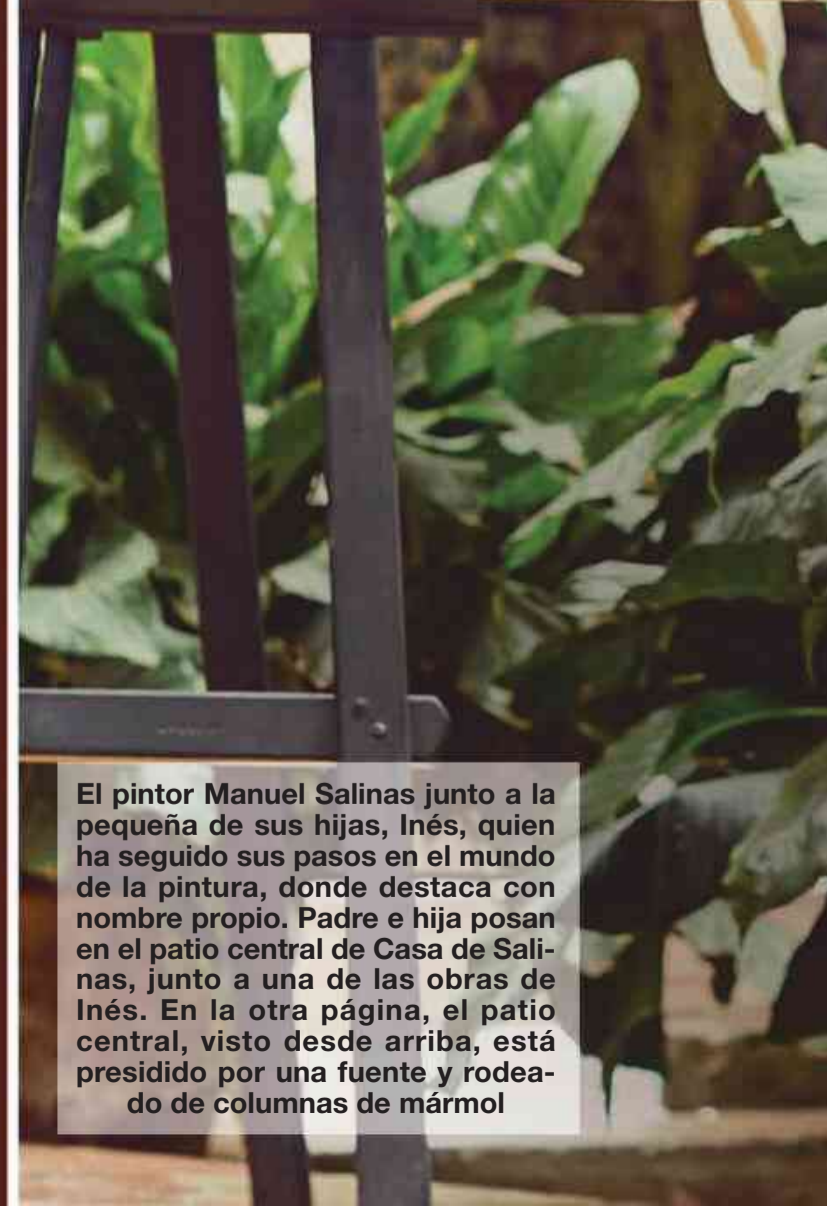 El pintor Manuel Salinas junto a la
pequeña de sus hijas, Inés, quien
ha seguido sus pasos en el mundo
de la pintura, donde destaca con
nombre propio. Padre e hija posan
en el patio central de Casa de Sali-
nas, junto a una de las obras de
Inés. En la otra página, el patio
central, visto desde arriba, está
presidido por una fuente y rodea-
do de columnas de mármol